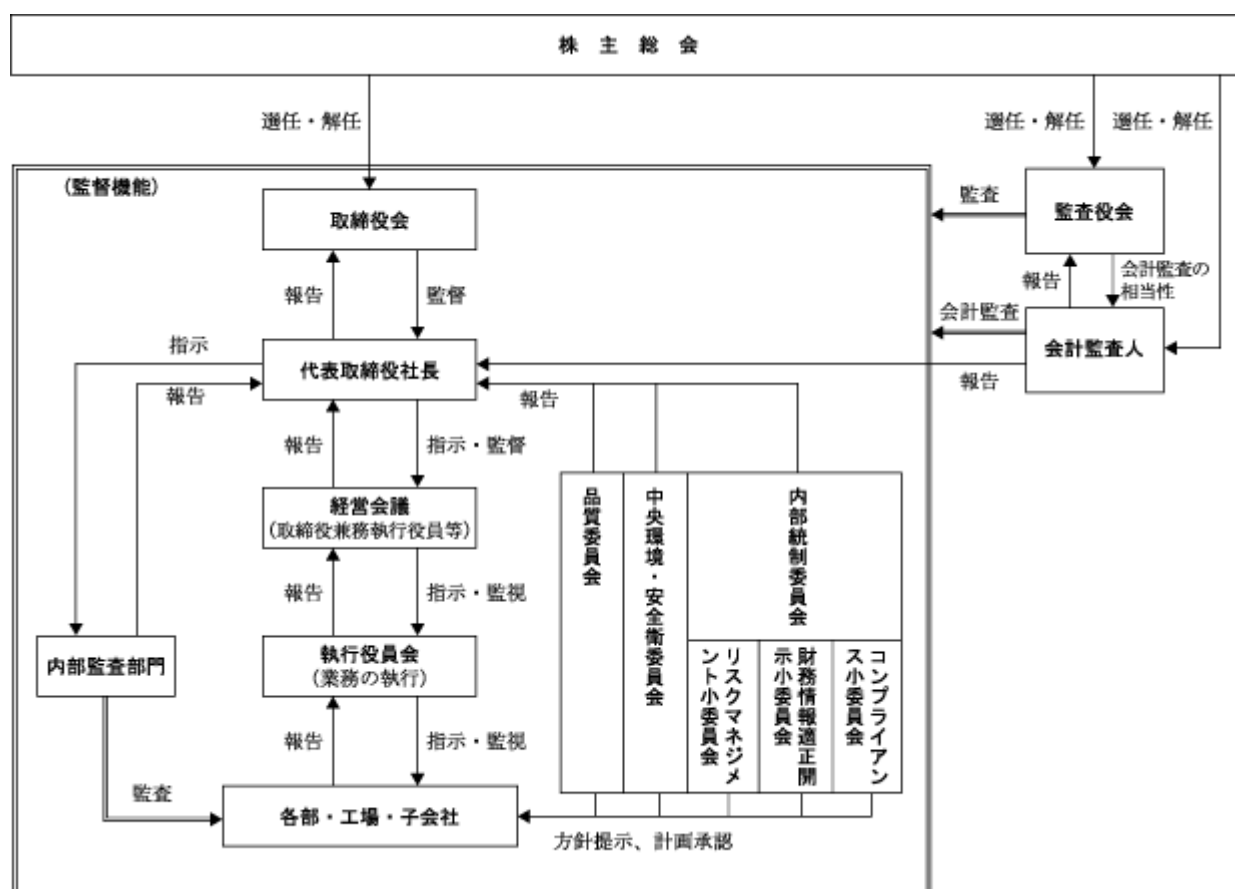 株主総会
選任・解任
選任・解任
選任・解任
(監督機能)
取締役会
監査
監査役会
報告
監督
報告
会計監査の
相当性
会計監査
会計監査人
指示
代表取締役社長
報告
報告
報告
報告
指示・監督
経営会議
(取締役兼務執行役員等)
報告
指示・監視
品質委員会
中央環境・安全衛委員会
内部統制委員会
リスクマネジメ
ント小委員会
財務情報適正開
示小委員会
コンプライアン
ス小委員会
内部監査部門
執行役員会
(業務の執行)
報告
指示・監視
監査
各部・工場・子会社
方針提示、計画承認